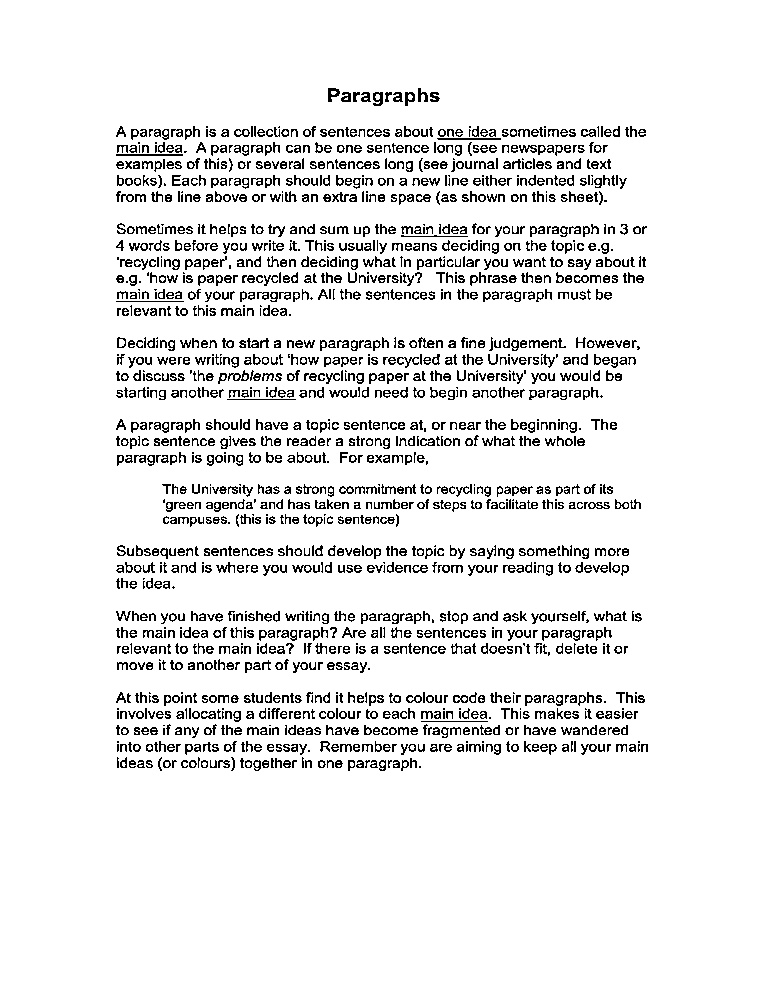 Paragraphs
A paragraph is a collection of sentences about one idea sometimes called the
main idea.  A paragraph can be one sentence long (see newspapers for
examples of this) or several sentences long (see journal articles and text
books). Each paragraph should begin on a new line either indented slightly
from the line above or with an extra line space (as shown on this sheet).
Sometimes it helps to try and sum up the main idea for your paragraph in 3 or
4 words before you write it. This usually means deciding on the topic e.g.
'recycling paper', and then deciding what in particular you want to say about it
e.g. 'how is paper recycled at the University?  This phrase then becomes the
main idea of your paragraph. All the sentences in the paragraph must be
relevant to this main idea.
Deciding when to start a new paragraph is often a fine judgement.  However,
if you were writing about 'how paper is recycled at the University' and began
to discuss 'the problems of recycling paper at the University' you would be
starting another main idea and would need to begin another paragraph.
A paragraph should have a topic sentence at, or near the beginning.  The
topic sentence gives the reader a strong indication of what the whole
paragraph is going to be about.  For example,
The University has a strong commitment to recycling paper as part of its
'green agenda' and has taken a number of steps to facilitate this across both
campuses. (this is the topic sentence)
Subsequent sentences should develop the topic by saying something more
about it and is where you would use evidence from your reading to develop
the idea.
When you have finished writing the paragraph, stop and ask yourself, what is
the main idea of this paragraph? Are all the sentences in your paragraph
relevant to the main idea?  If there is a sentence that doesn't fit, delete it or
move it to another part of your essay.
At this point some students find it helps to colour code their paragraphs.  This
involves allocating a different colour to each main idea.  This makes it easier
to see if any of the main ideas have become fragmented or have wandered
into other parts of the essay.  Remember you are aiming to keep all your main
ideas (or colours) together in one paragraph.